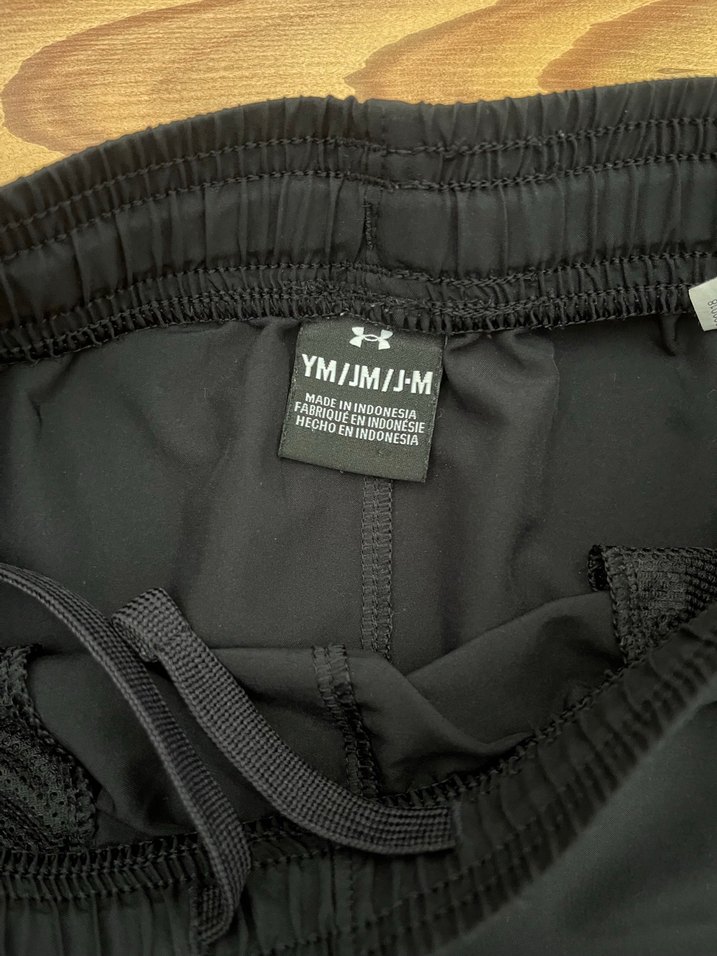 YM/JM/J-M
MADE IN INDONESIA
FABRIQUÉ EN INDONÉSIE
HECHO EN INDONESIA